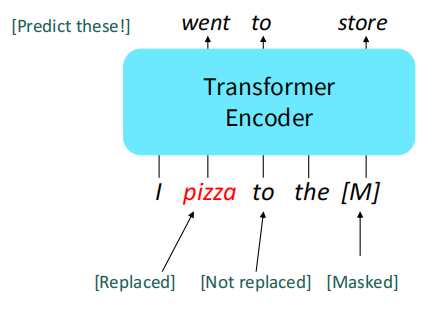 [Predict these!] went to store
Transformer
Encoder
I pizza to the [M]
[Replaced] [Not replaced] [Masked]